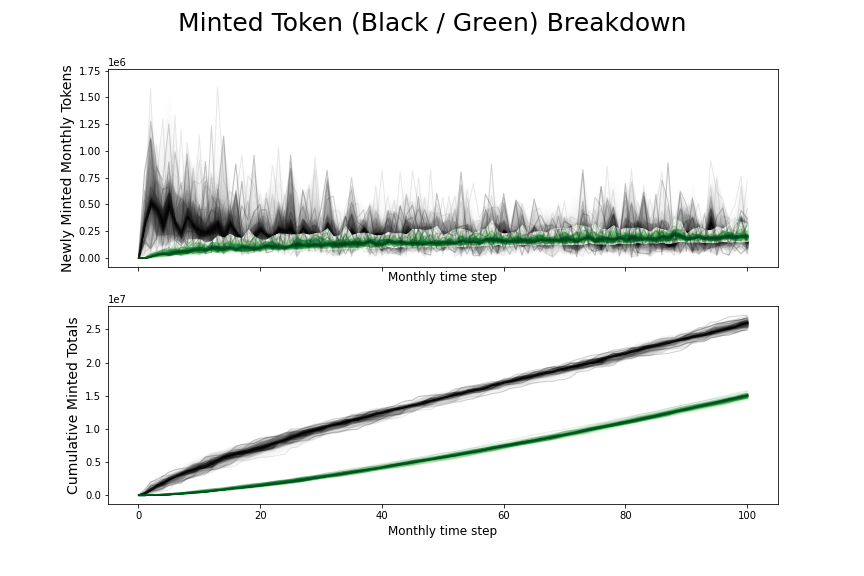 Minted Token (Black / Green) Breakdown
1e6
Newly Minted Monthly Tokens
1.75
1.50
1.25
1.00
0.75
0.50
0.25
0.00
Monthly time step
1e7
Cumulative Minted Totals
2.5
2.0
1.5
1.0
0.5
0.0
0 20 40 60 80 100
Monthly time step